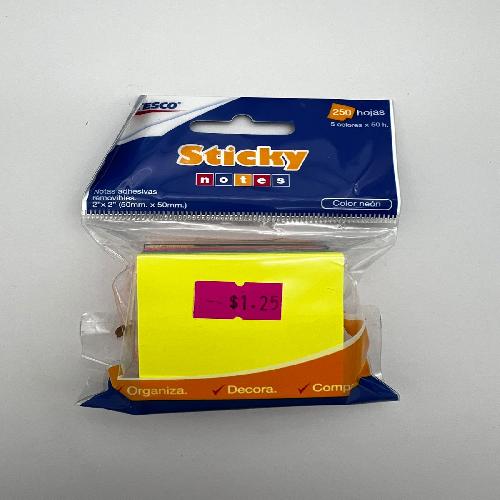 ESCO
250 hojas
5 colores x 50 h.
Sticky
notes
Notas adhesivas
removibles.
2" x 2" (50mm. x 50mm.)
Color neón
$1.25
Organiza. Decora. Comp